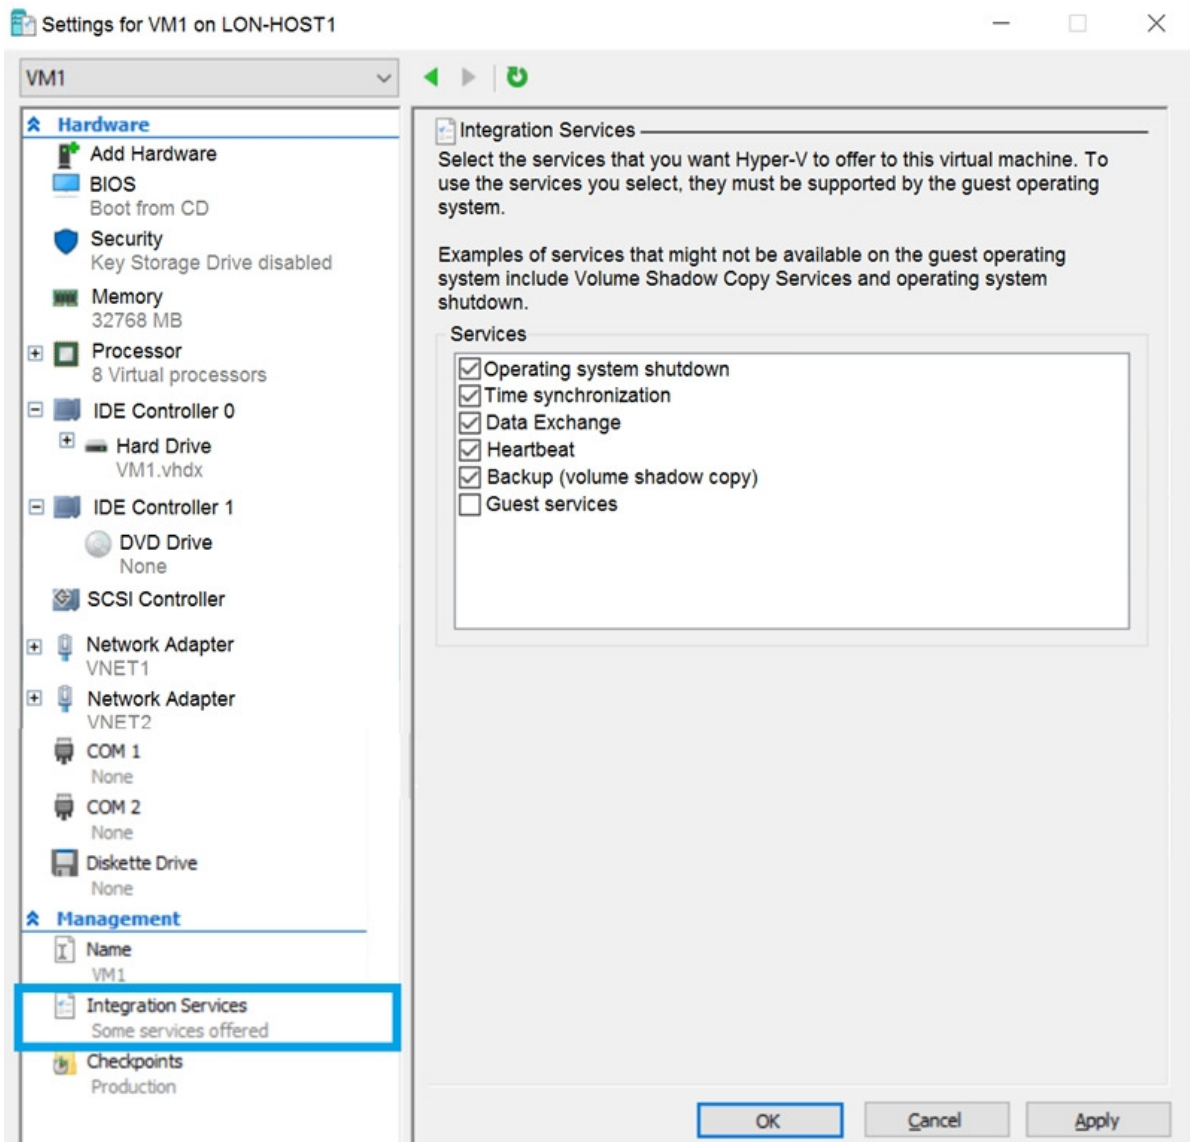 Settings for VM1 on LON-HOST1
VM1
Hardware
Add Hardware
BIOS
Boot from CD
Security
Key Storage Drive disabled
Memory
32768 MB
Processor
8 Virtual processors
IDE Controller 0
Hard Drive
VM1.vhdx
IDE Controller 1
DVD Drive
None
SCSI Controller
Network Adapter
VNET1
Network Adapter
VNET2
COM 1
None
COM 2
None
Diskette Drive
None
Management
Name
VM1
Integration Services
Some services offered
Checkpoints
Production
Integration Services
Select the services that you want Hyper-V to offer to this virtual machine. To
use the services you select, they must be supported by the guest operating
system.
Examples of services that might not be available on the guest operating
system include Volume Shadow Copy Services and operating system
shutdown.
Services
Operating system shutdown
Time synchronization
Data Exchange
Heartbeat
Backup (volume shadow copy)
Guest services
OK
Cancel
Apply